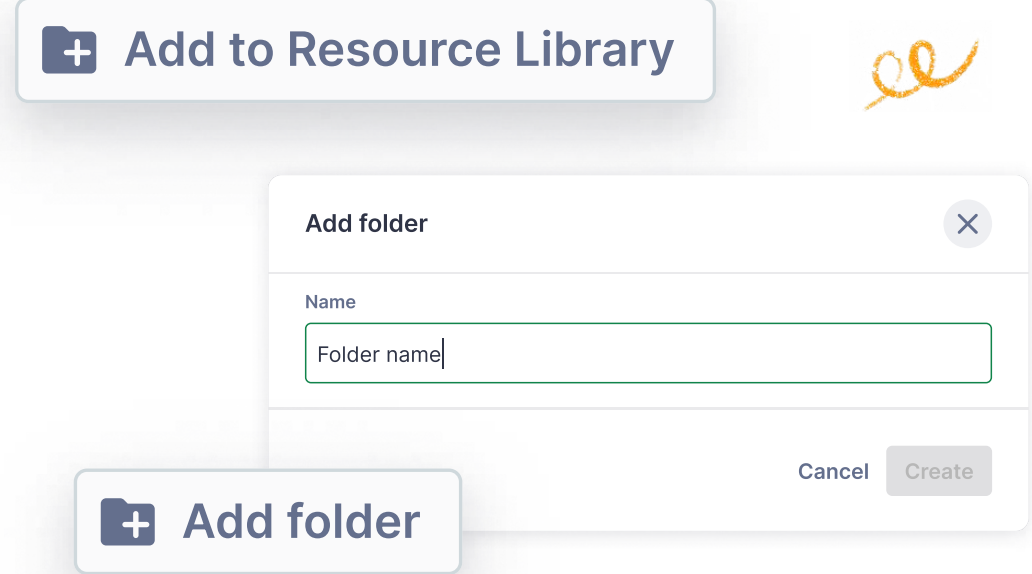 Add to Resource Library
Add folder
Name
Folder name
Cancel
Create
Add folder